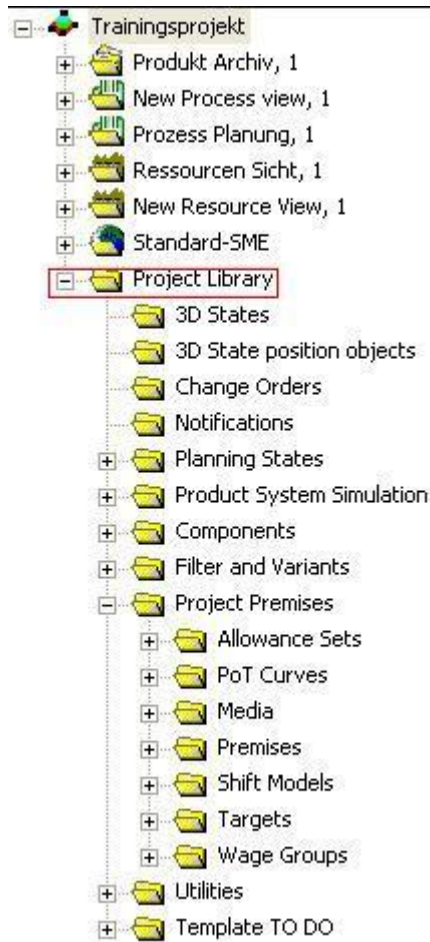 Trainingsprojekt
Produkt Archiv, 1
New Process view, 1
Prozess Planung, 1
Ressourcen Sicht, 1
New Resource View, 1
Standard-SME
Project Library
3D States
3D State position objects
Change Orders
Notifications
Planning States
Product System Simulation
Components
Filter and Variants
Project Premises
Allowance Sets
PoT Curves
Media
Premises
Shift Models
Targets
Wage Groups
Utilities
Template TO DO